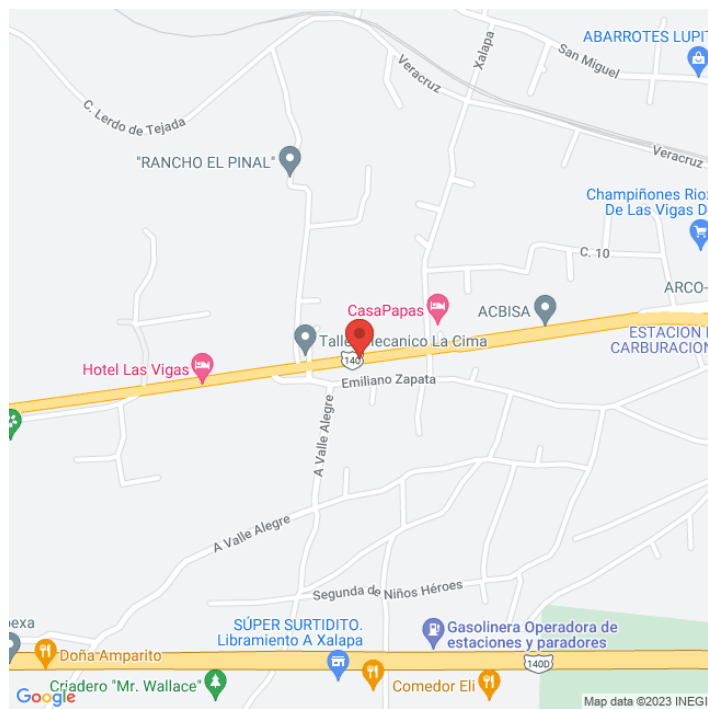 ABARROTES LUPIT
San Miguel
Xalapa
Veracruz
C. Lerdo de Tejada
Veracruz
"RANCHO EL PINAL"
Champiñones Rio
De Las Vigas D
C. 10
ARCO-
CasaPapas
ACBISA
Talle
Mecanico La Cima
ESTACION
CARBURACION
140
Hotel Las Vigas
Emiliano Zapata
A Valle Alegre
A Valle Alegre
Segunda de Niños Héroes
SÚPER SURTIDITO.
Libramiento A Xalapa
Gasolinera Operadora de
estaciones y paradores
pexa
Doña Amparito
140D
Criadero "Mr. Wallace"
Comedor Eli
Google
Map data ©2023 INEGI